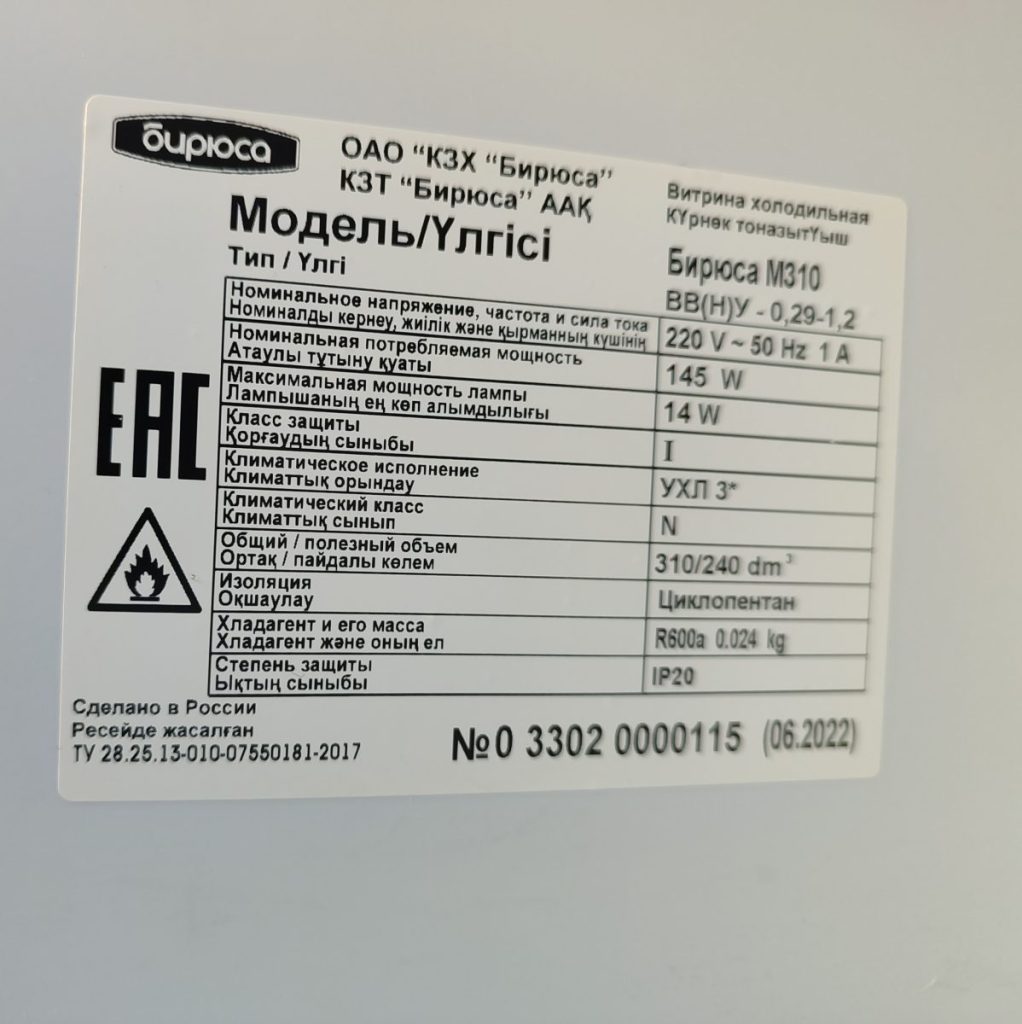 бирюса
ОАО “КЗХ “Бирюса”
КЗТ “Бирюса” ААҚ
Витрина холодильная
КҮрнөк тоназытҮыш
Модель/Үлгісі
Бирюса М310
Тип / Үлгі
ВВ(Н)У - 0,29-1,2
Номинальное напряжение, частота и сила тока
Номиналды кернеу, жиілік және қырманның күшінің
220 V ~ 50 Hz 1 A
Номинальная потребляемая мощность
Атаулы тұтыну қуаты
145 W
Максимальная мощность лампы
Лампышаның ең көп алымдылығы
14 W
Класс защиты
Қорғаудың сыныбы
I
Климатическое исполнение
Климаттық орындау
УХЛ 3*
Климатический класс
Климаттық сынып
N
Общий / полезный объем
Ортақ / пайдалы көлем
310/240 dm³
Изоляция
Оқшаулау
Циклопентан
Хладагент и его масса
Хладагент және оның ел
R600a 0.024 kg
Степень защиты
Ықтың сыныбы
IP20
EAC
Сделано в России
Ресейде жасалған
ТУ 28.25.13-010-07550181-2017
№0 3302 0000115 (06.2022)